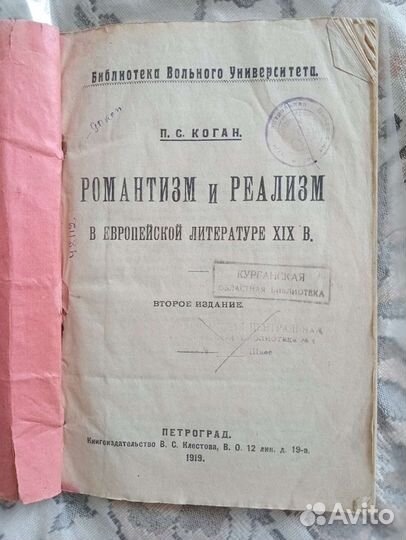 Библиотека Вольного Университета.
П. С. КОГАН.
РОМАНТИЗМ и РЕАЛИЗМ
В ЕВРОПЕЙСКОЙ ЛИТЕРАТУРЕ XIX В.
КУРГАНСКАЯ
ОБЛАСТНАЯ БИБЛИОТЕКА
ВТОРОЕ ИЗДАНИЕ.
ПЕТРОГРАД.
Книгоиздательство В. С. Клестова, В. О. 12 лин. д. 19-а.
1919.
Avito